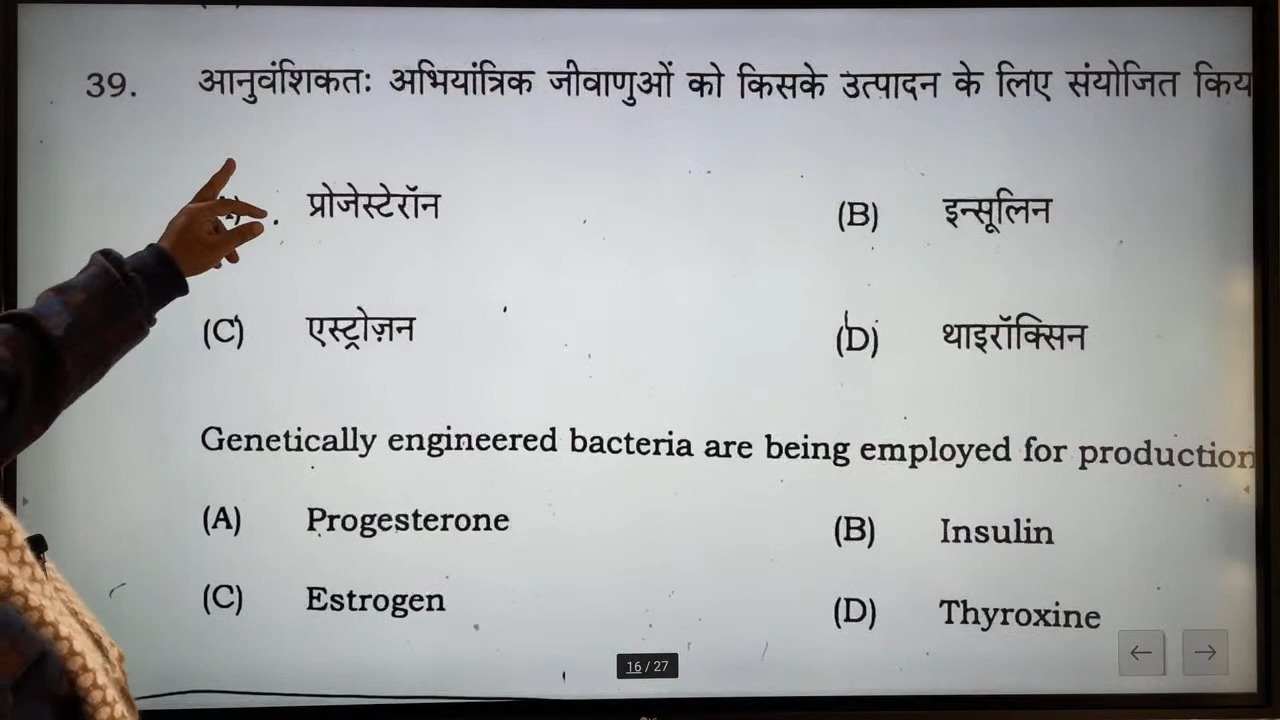 39. आनुवंशिकतः अभियांत्रिक जीवाणुओं को किसके उत्पादन के लिए संयोजित
प्रोजेस्टेरॉन (B) इन्सूलिन
(C) एस्ट्रोज़न (D) थाइरॉक्सिन
Genetically engineered bacteria are being employed for production
(A) Progesterone (B) Insulin
(C) Estrogen (D) Thyroxine
16 / 27